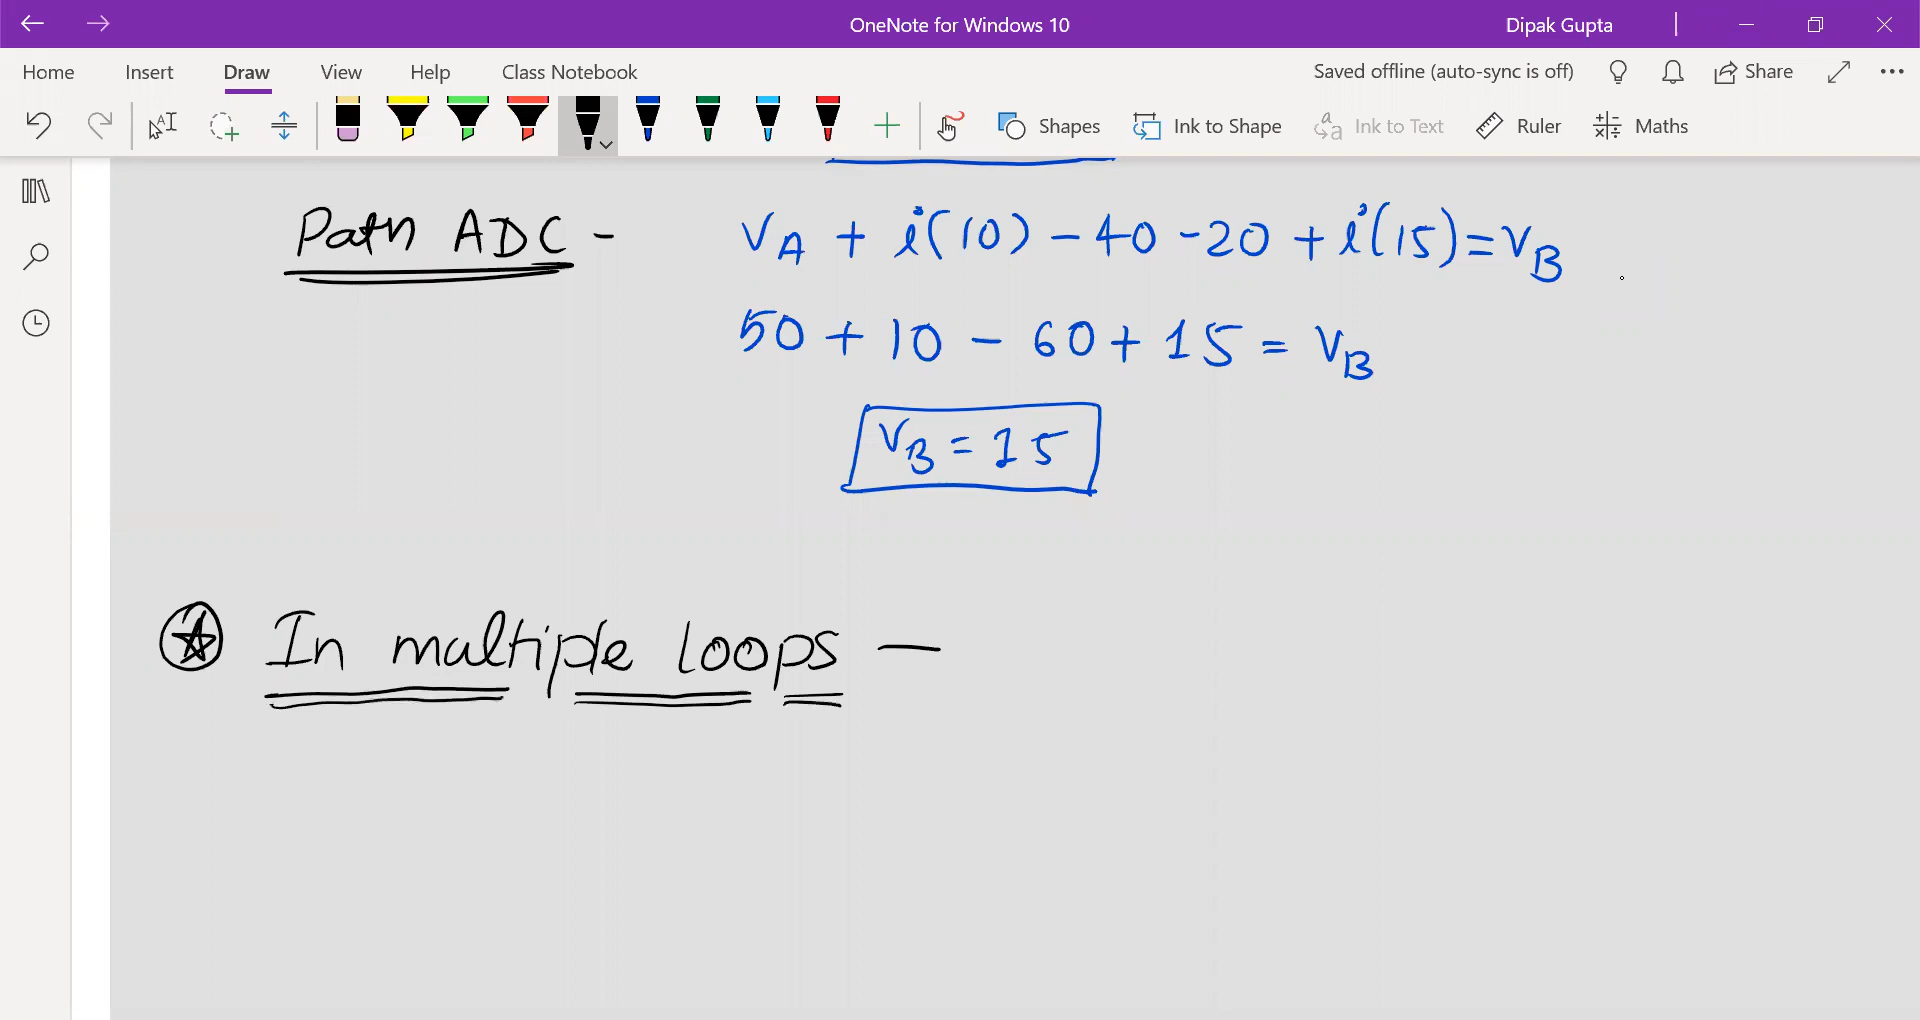 OneNote for Windows 10
Dipak Gupta
Home Insert Draw View Help Class Notebook
Saved offline (auto-sync is off) Share
Shapes Ink to Shape Ink to Text Ruler Maths
Path ADC - VA + i(10) - 40 - 20 + i(15) = VB
50 + 10 - 60 + 15 = VB
VB = 15
In multiple loops —